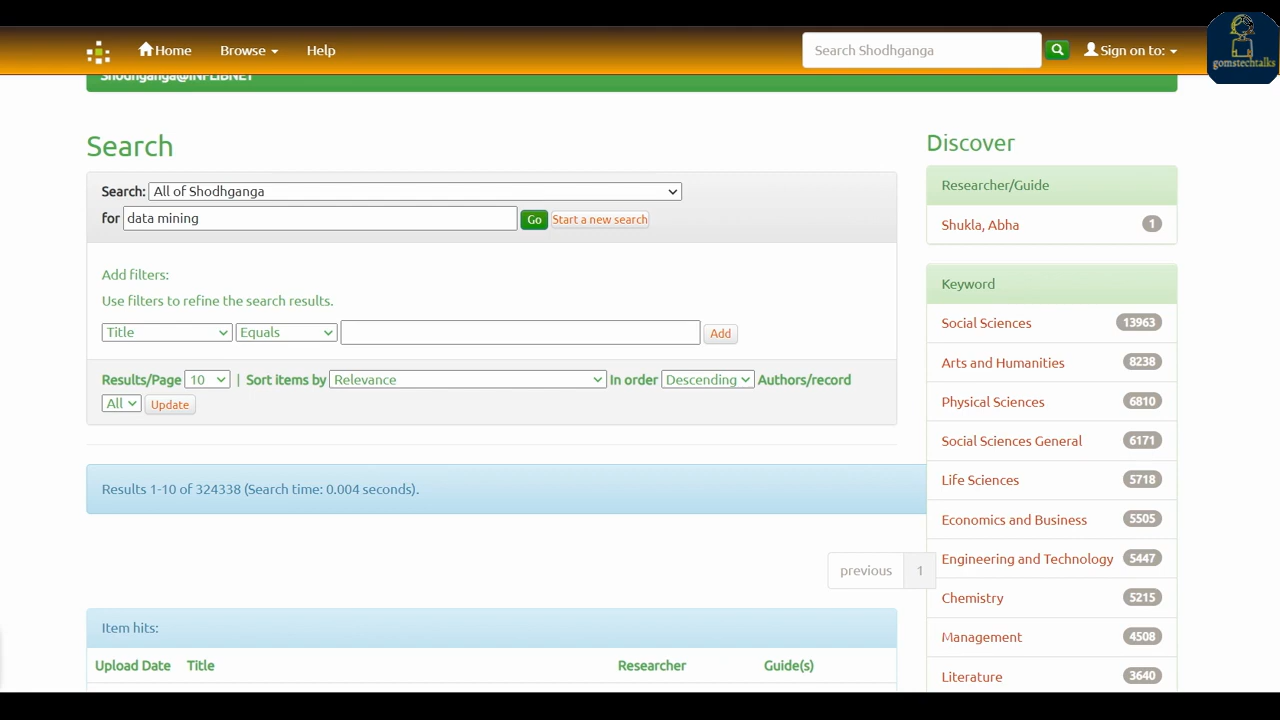 Home Browse Help Search Shodhganga Sign on to:
gomstechtalks
Shodhganga@INFLIBNET
Search
Search: All of Shodhganga
for data mining Go Start a new search
Add filters:
Use filters to refine the search results.
Title Equals Add
Results/Page 10 | Sort items by Relevance In order Descending Authors/record
All Update
Results 1-10 of 324338 (Search time: 0.004 seconds).
previous 1
Item hits:
Upload Date Title Researcher Guide(s)
Discover
Researcher/Guide
Shukla, Abha 1
Keyword
Social Sciences 13963
Arts and Humanities 8238
Physical Sciences 6810
Social Sciences General 6171
Life Sciences 5718
Economics and Business 5505
Engineering and Technology 5447
Chemistry 5215
Management 4508
Literature 3640